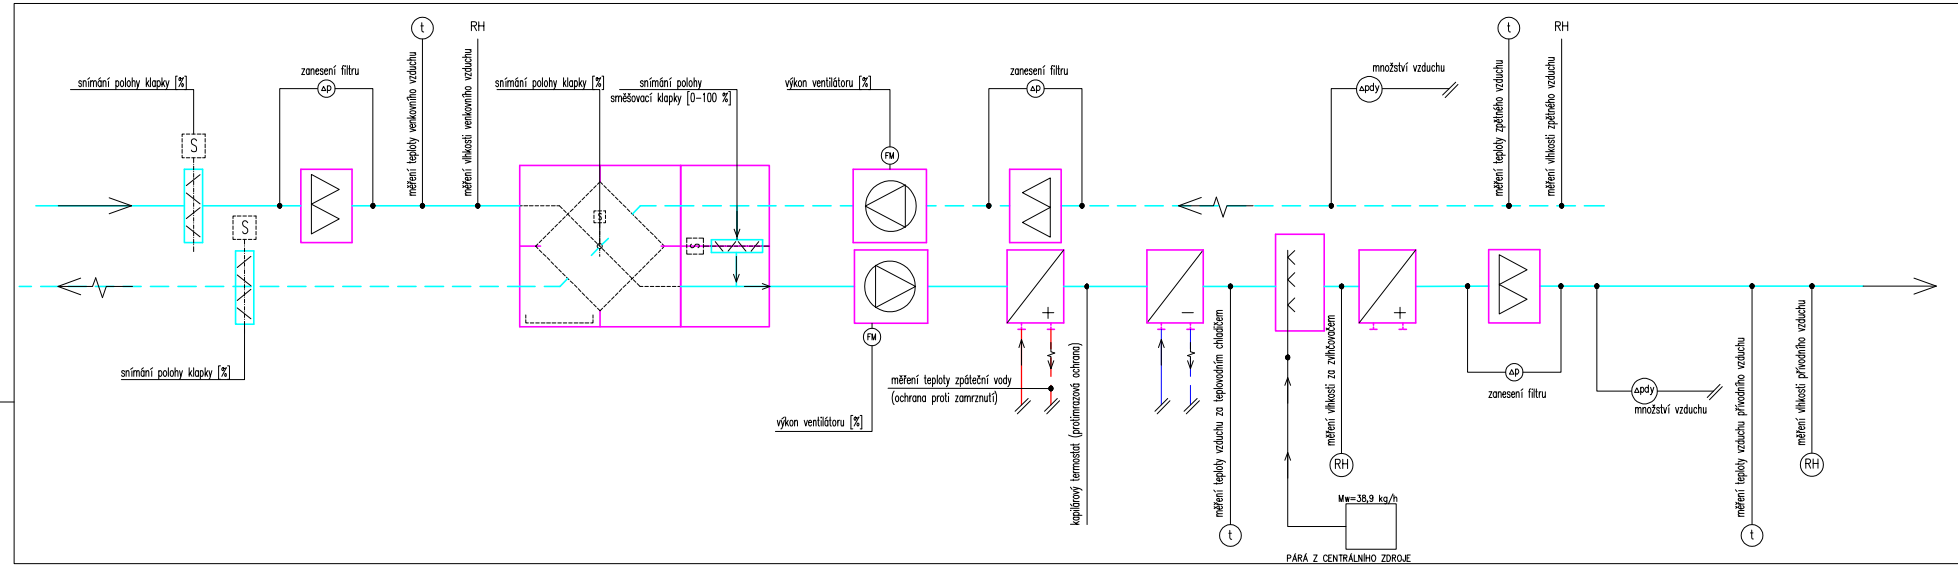 snímání polohy klapky [%]
S
zanesení filtru
Δp
t
měření teploty venkovního vzduchu
RH
měření vlhkosti venkovního vzduchu
snímání polohy klapky [%]
snímání polohy
směšovací klapky [0-100 %]
výkon ventilátoru [%]
FM
zanesení filtru
Δp
množství vzduchu
Δpdy
t
měření teploty zpětného vzduchu
RH
měření vlhkosti zpětného vzduchu
S
S
S
snímání polohy klapky [%]
FM
výkon ventilátoru [%]
+
měření teploty zpáteční vody
(ochrana proti zamrznutí)
kapilárový termostat (protimrazová ochrana)
−
měření teploty vzduchu za teplovodním chladičem
t
měření vlhkosti za zvlhčovačem
RH
+
Mw=38,9 kg/h
PÁRÁ Z CENTRÁLNÍHO ZDROJE
Δp
zanesení filtru
Δpdy
množství vzduchu
měření teploty vzduchu přívodního vzduchu
t
měření vlhkosti přívodního vzduchu
RH